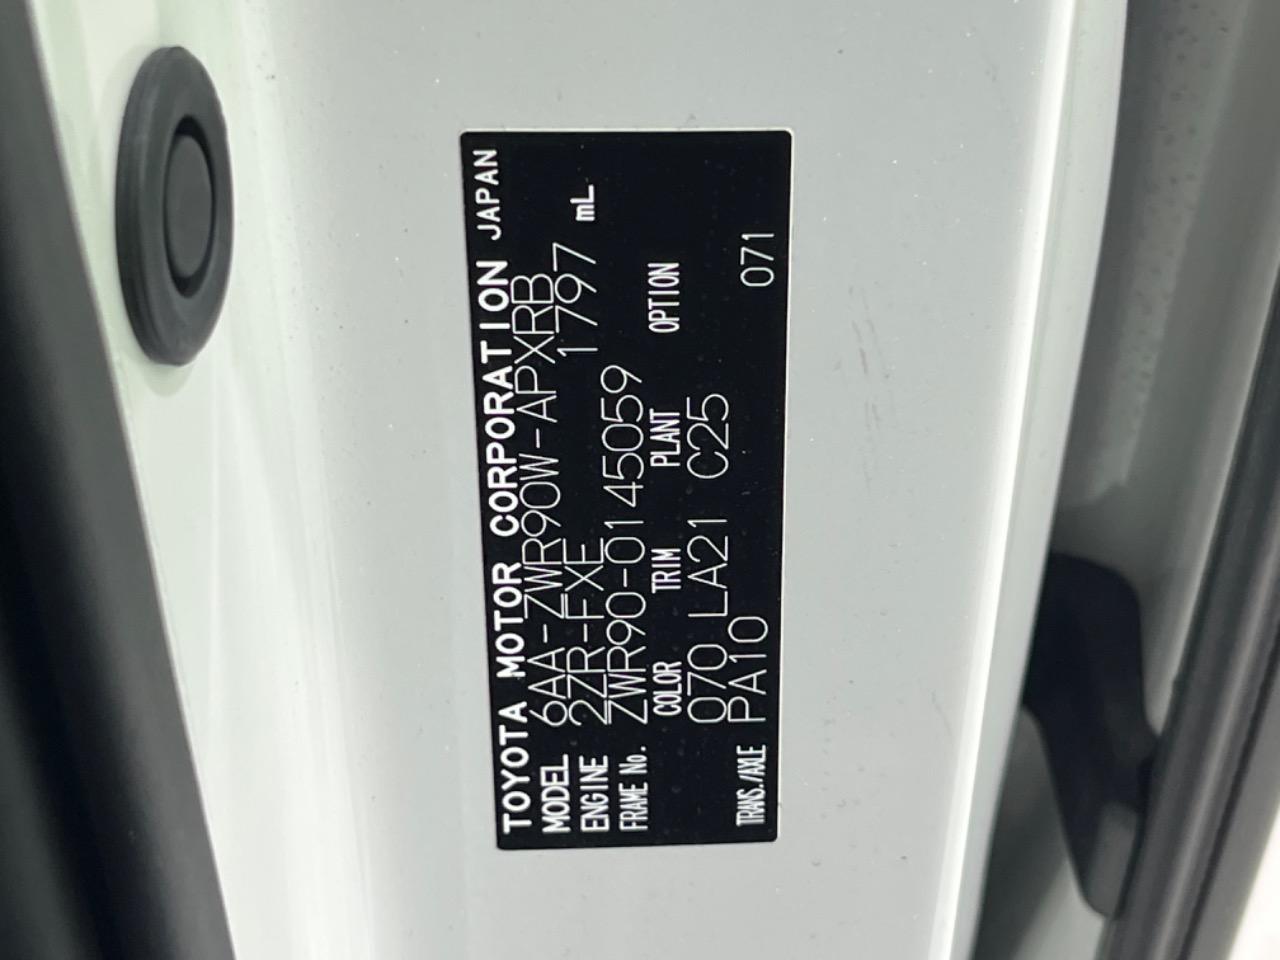 TOYOTA MOTOR CORPORATION JAPAN
MODEL 6AA-ZWR90W-APXRB
ENGINE 2ZR-FXE 1797 mL
FRAME No. ZWR90-0145059
COLOR TRIM PLANT OPTION
070 LA21 C25
TRANS./AXLE PA10 071